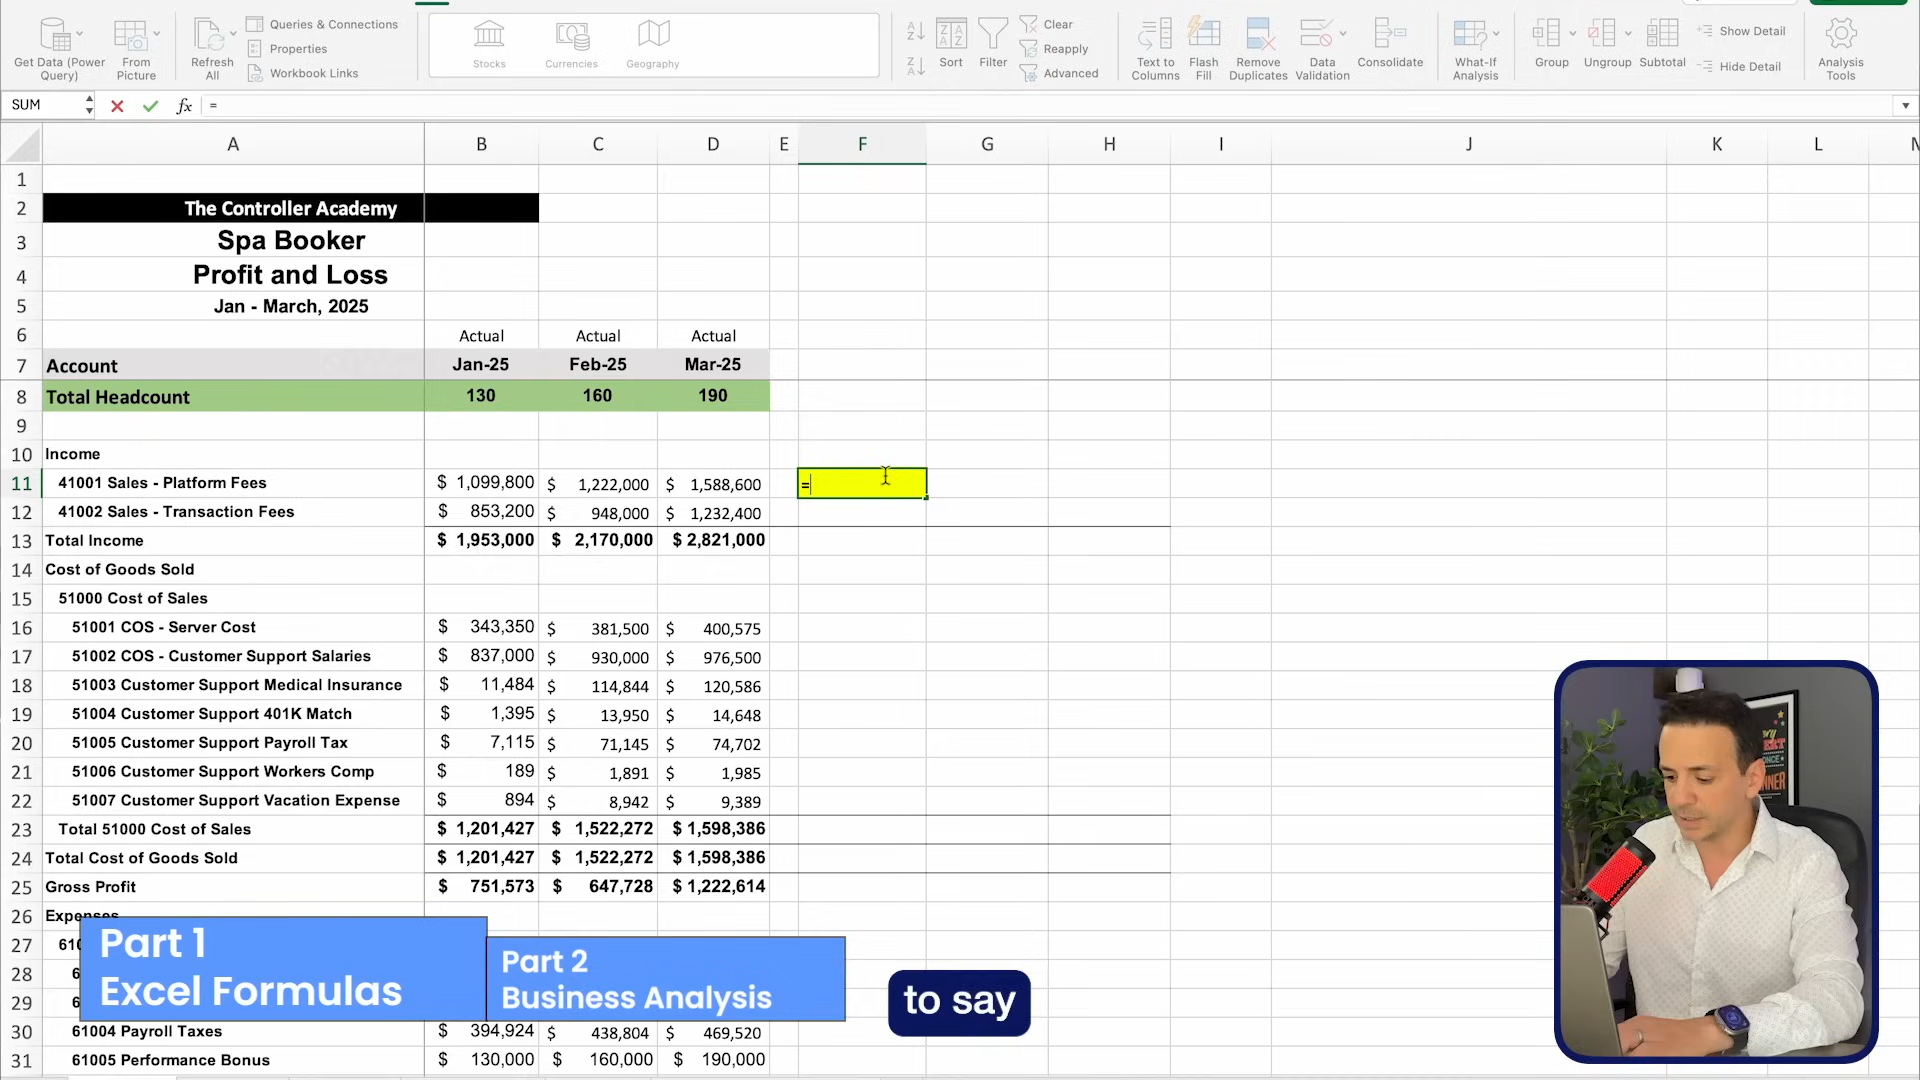 Get Data (Power Query)
From Picture
Refresh All
Queries & Connections
Properties
Workbook Links
Stocks
Currencies
Geography
Sort
Filter
Clear
Reapply
Advanced
Text to Columns
Flash Fill
Remove Duplicates
Data Validation
Consolidate
What-If Analysis
Group
Ungroup
Subtotal
Show Detail
Hide Detail
Analysis Tools
SUM fx =
A B C D E F G H I J K L
1
2 The Controller Academy
3 Spa Booker
4 Profit and Loss
5 Jan - March, 2025
6 Actual Actual Actual
7 Account Jan-25 Feb-25 Mar-25
8 Total Headcount 130 160 190
9
10 Income
11 41001 Sales - Platform Fees $ 1,099,800 $ 1,222,000 $ 1,588,600 =
12 41002 Sales - Transaction Fees $ 853,200 $ 948,000 $ 1,232,400
13 Total Income $ 1,953,000 $ 2,170,000 $ 2,821,000
14 Cost of Goods Sold
15 51000 Cost of Sales
16 51001 COS - Server Cost $ 343,350 $ 381,500 $ 400,575
17 51002 COS - Customer Support Salaries $ 837,000 $ 930,000 $ 976,500
18 51003 Customer Support Medical Insurance $ 11,484 $ 114,844 $ 120,586
19 51004 Customer Support 401K Match $ 1,395 $ 13,950 $ 14,648
20 51005 Customer Support Payroll Tax $ 7,115 $ 71,145 $ 74,702
21 51006 Customer Support Workers Comp $ 189 $ 1,891 $ 1,985
22 51007 Customer Support Vacation Expense $ 894 $ 8,942 $ 9,389
23 Total 51000 Cost of Sales $ 1,201,427 $ 1,522,272 $ 1,598,386
24 Total Cost of Goods Sold $ 1,201,427 $ 1,522,272 $ 1,598,386
25 Gross Profit $ 751,573 $ 647,728 $ 1,222,614
26 Expenses
27
28
29
30 61004 Payroll Taxes $ 394,924 $ 438,804 $ 469,520
31 61005 Performance Bonus $ 130,000 $ 160,000 $ 190,000
Part 1
Excel Formulas
Part 2
Business Analysis
to say